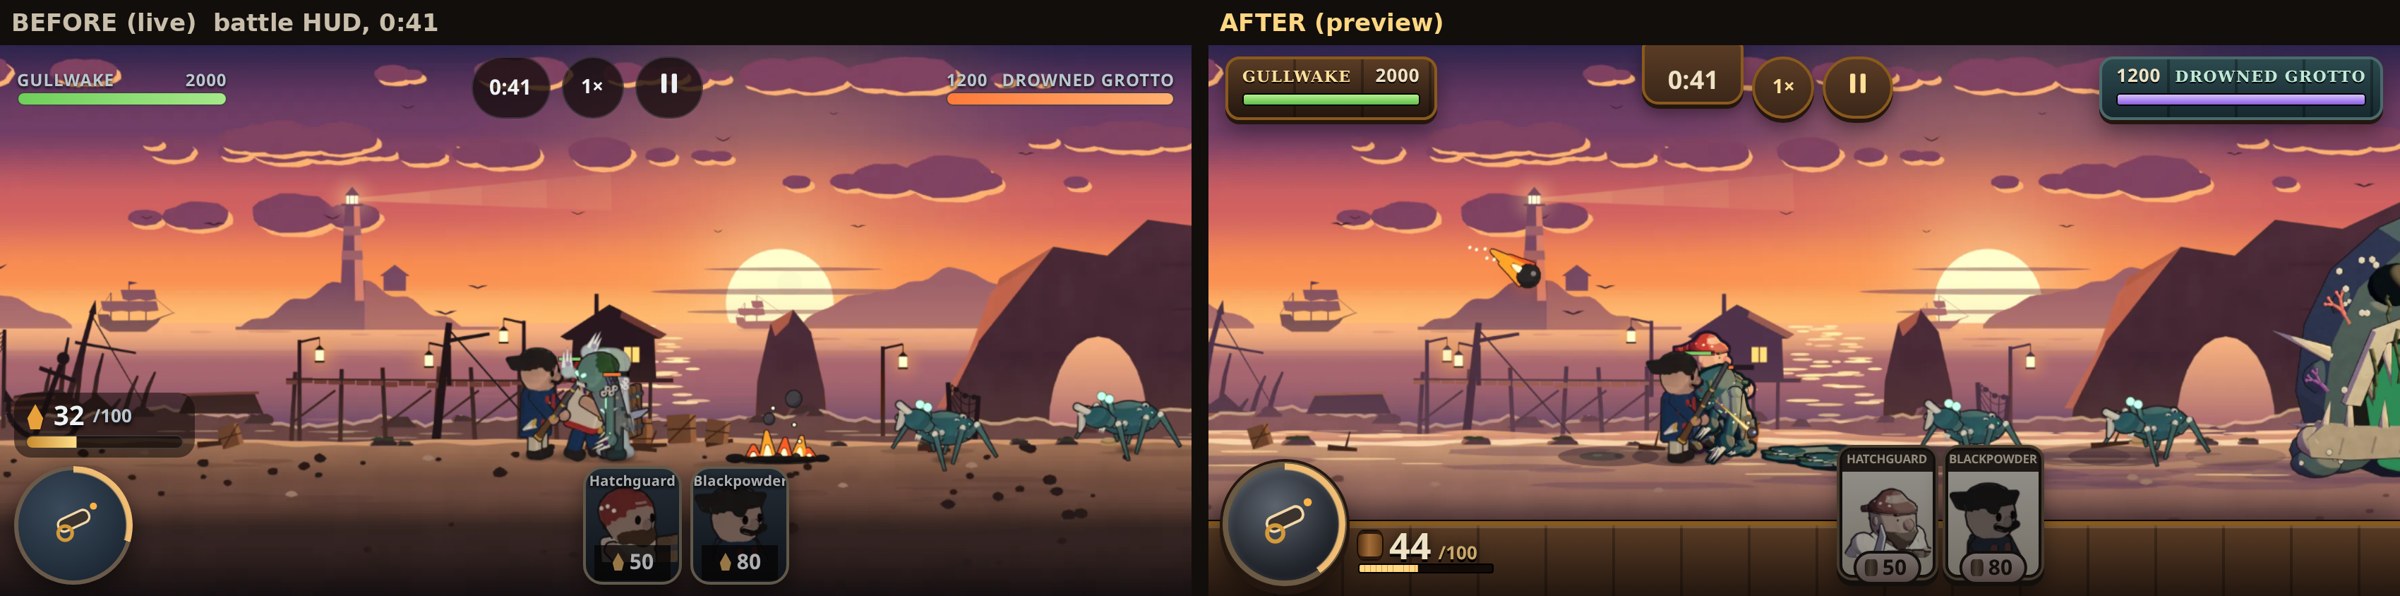 BEFORE (live) battle HUD, 0:41
GULLWAKE 2000
0:41
1×
1200 DROWNED GROTTO
32 /100
Hatchguard
50
Blackpowder
80
AFTER (preview)
GULLWAKE 2000
0:41
1×
1200 DROWNED GROTTO
44 /100
HATCHGUARD
50
BLACKPOWDER
80